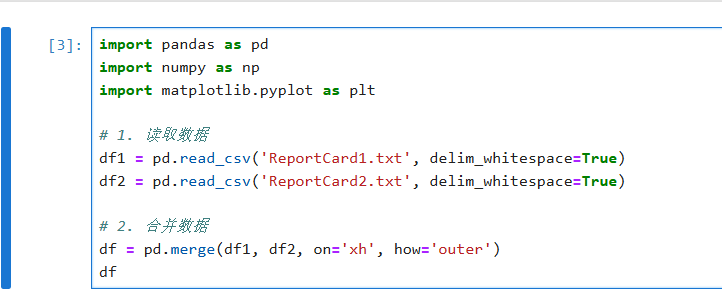 [3]:
import pandas as pd
import numpy as np
import matplotlib.pyplot as plt
# 1. 读取数据
df1 = pd.read_csv('ReportCard1.txt', delim_whitespace=True)
df2 = pd.read_csv('ReportCard2.txt', delim_whitespace=True)
# 2. 合并数据
df = pd.merge(df1, df2, on='xh', how='outer')
df